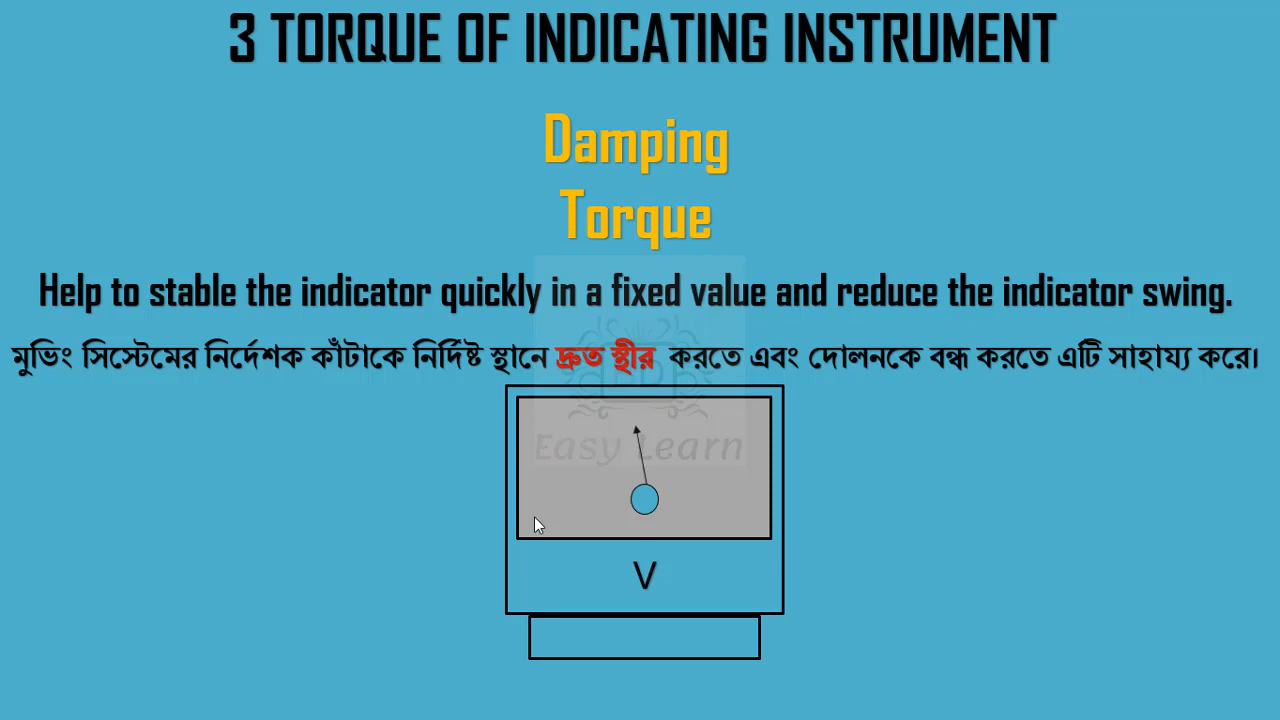 3 TORQUE OF INDICATING INSTRUMENT
Damping
Torque
Help to stable the indicator quickly in a fixed value and reduce the indicator swing.
মুভিং সিস্টেমের নির্দেশক কাঁটাকে নির্দিষ্ট স্থানে দ্রুত স্থীর করতে এবং দোলনকে বন্ধ করতে এটি সাহায্য করে।
Easy Learn
V